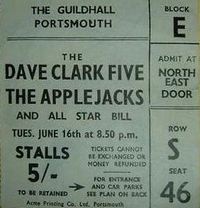 THE GUILDHALL
PORTSMOUTH
THE
DAVE CLARK FIVE
THE APPLEJACKS
AND ALL STAR BILL
TUES. JUNE 16th at 8.50 p.m.
STALLS
5/-
TO BE RETAINED
TICKETS CANNOT
BE EXCHANGED OR
MONEY REFUNDED
FOR ENTRANCE
AND CAR PARKS
SEE PLAN ON BACK
Acme Printing Co. Ltd. Portsmouth
BLOCK
E
ADMIT AT
NORTH
EAST
DOOR
ROW
S
SEAT
46